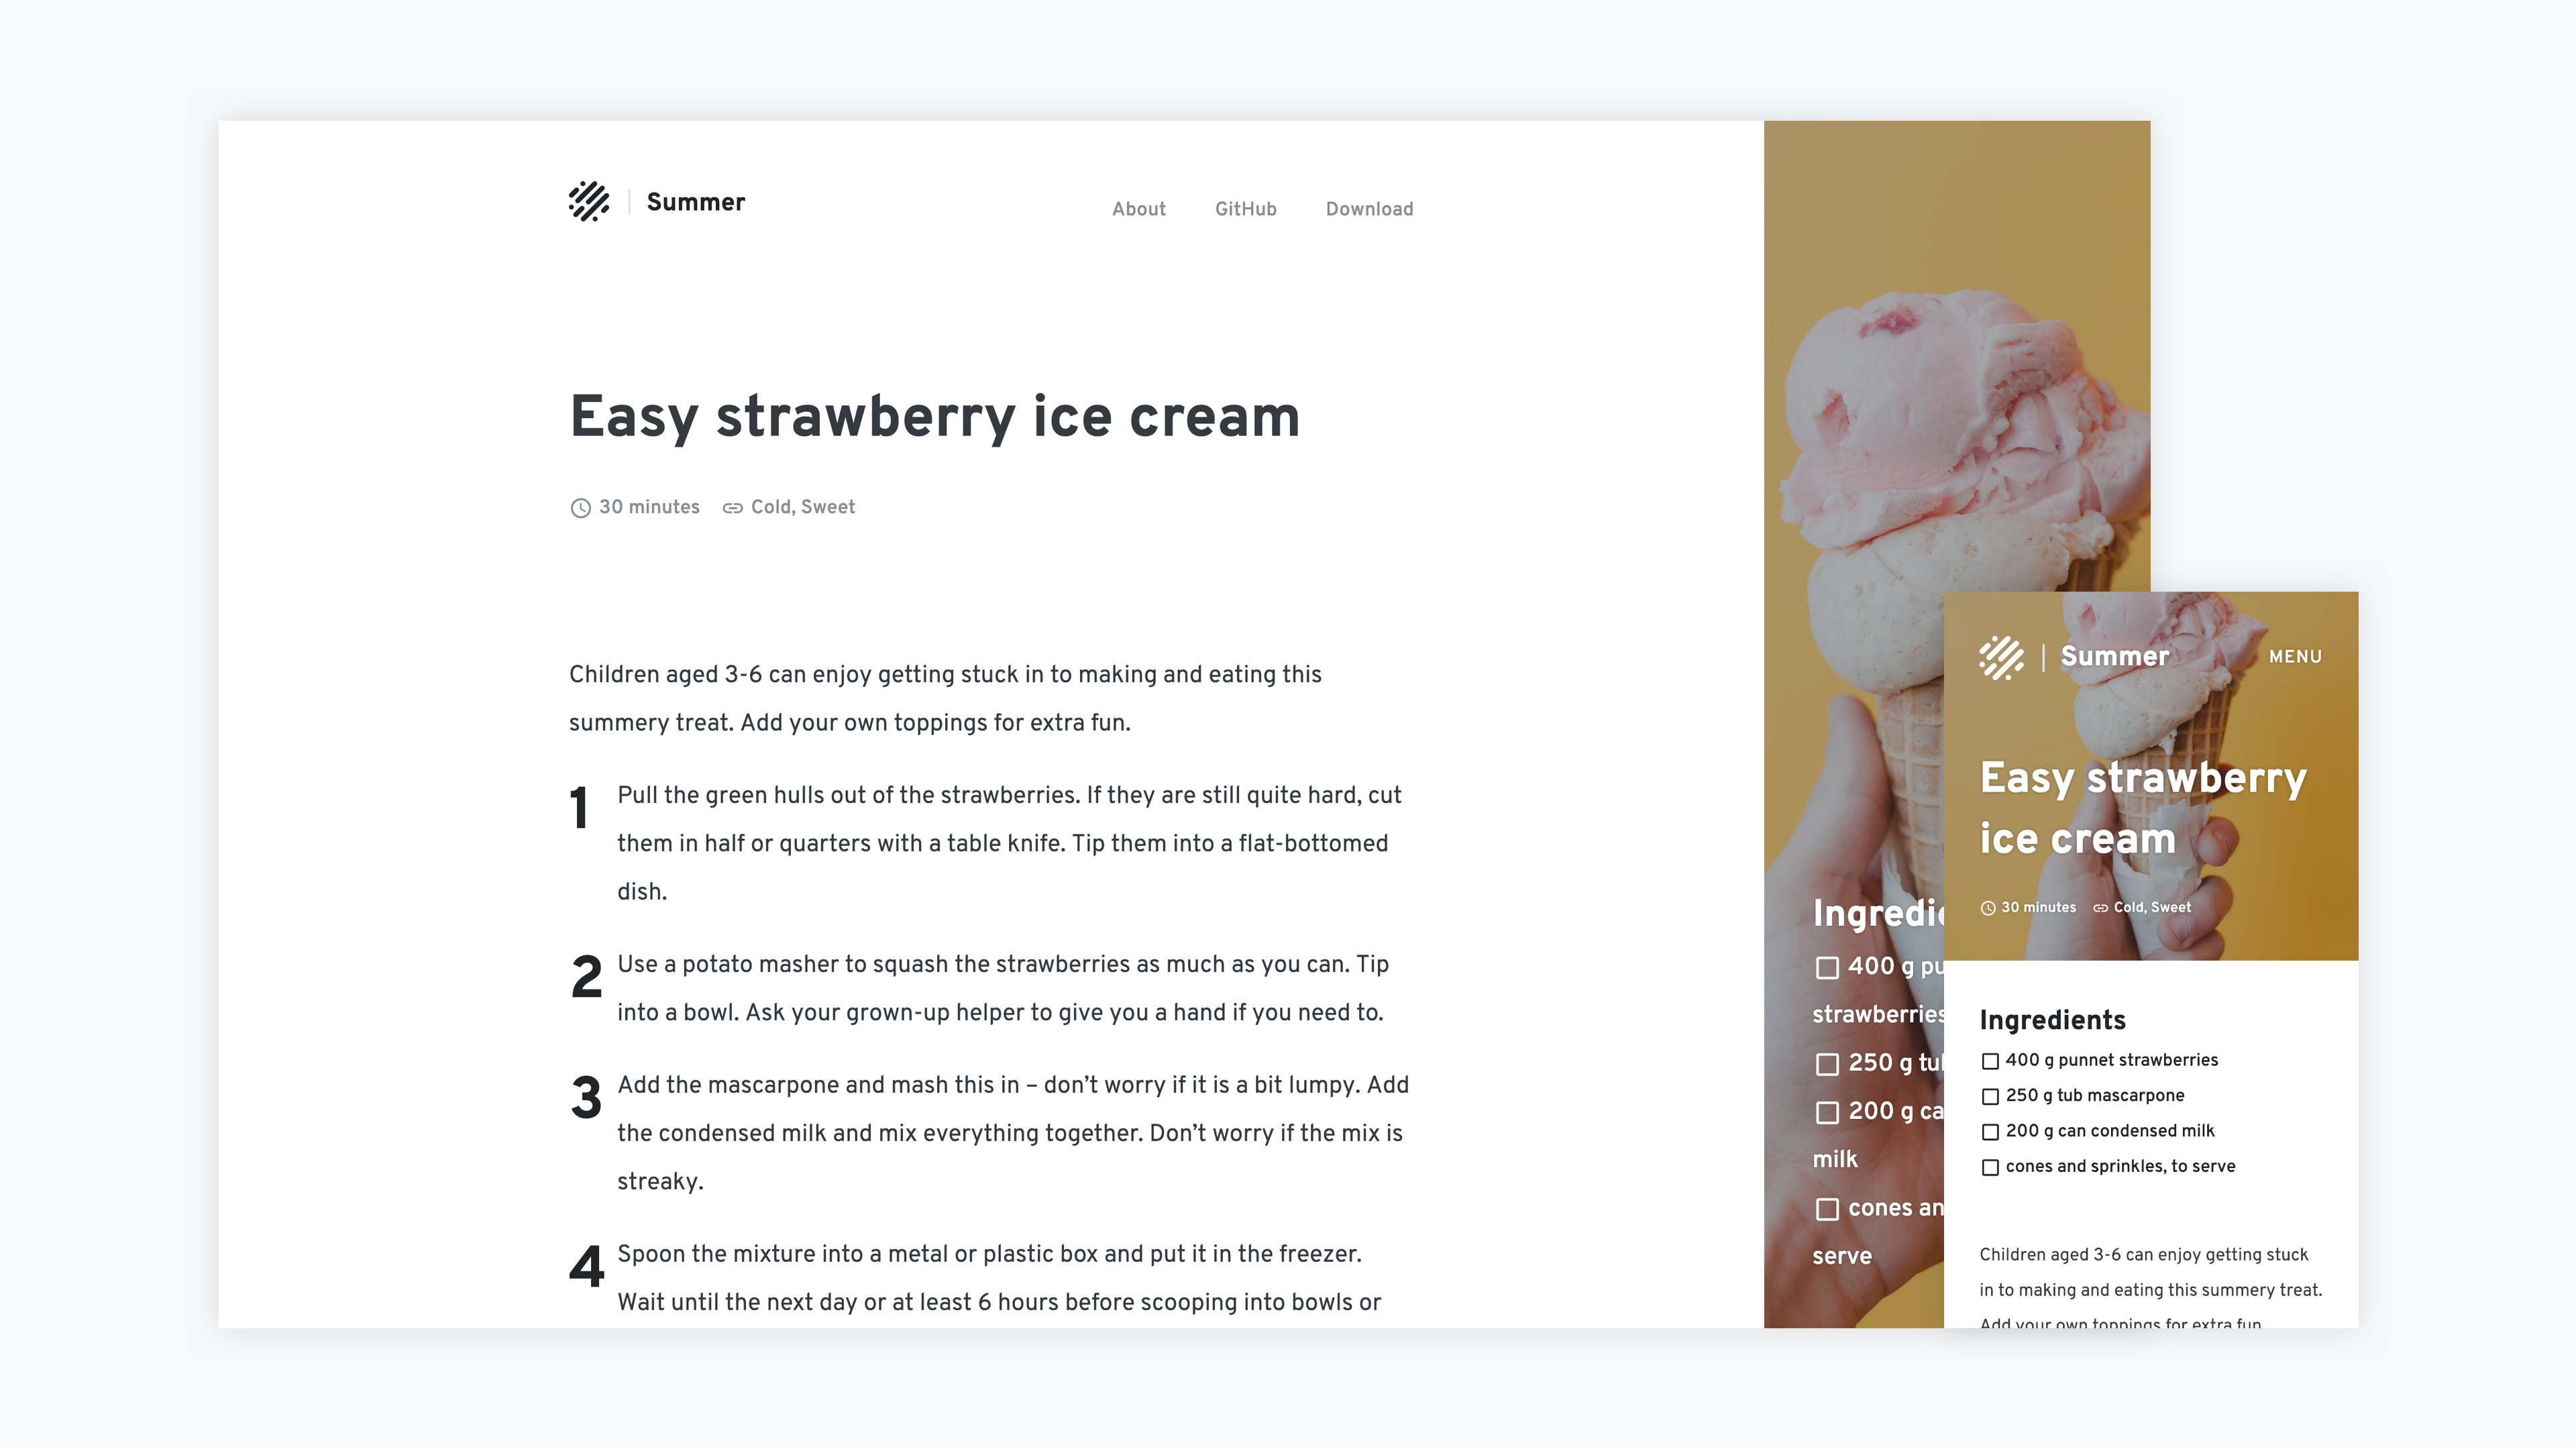 Summer
About GitHub Download
Easy strawberry ice cream
30 minutes Cold, Sweet
Children aged 3-6 can enjoy getting stuck in to making and eating this
summery treat. Add your own toppings for extra fun.
1 Pull the green hulls out of the strawberries. If they are still quite hard, cut
them in half or quarters with a table knife. Tip them into a flat-bottomed
dish.
2 Use a potato masher to squash the strawberries as much as you can. Tip
into a bowl. Ask your grown-up helper to give you a hand if you need to.
3 Add the mascarpone and mash this in – don’t worry if it is a bit lumpy. Add
the condensed milk and mix everything together. Don’t worry if the mix is
streaky.
4 Spoon the mixture into a metal or plastic box and put it in the freezer.
Wait until the next day or at least 6 hours before scooping into bowls or
400 g
strawberries
250 g
200 g
milk
cones
serve
Summer MENU
Easy strawberry
ice cream
30 minutes Cold, Sweet
Ingredients
400 g punnet strawberries
250 g tub mascarpone
200 g can condensed milk
cones and sprinkles, to serve
Children aged 3-6 can enjoy getting stuck
in to making and eating this summery treat.
Add your own toppings for extra fun